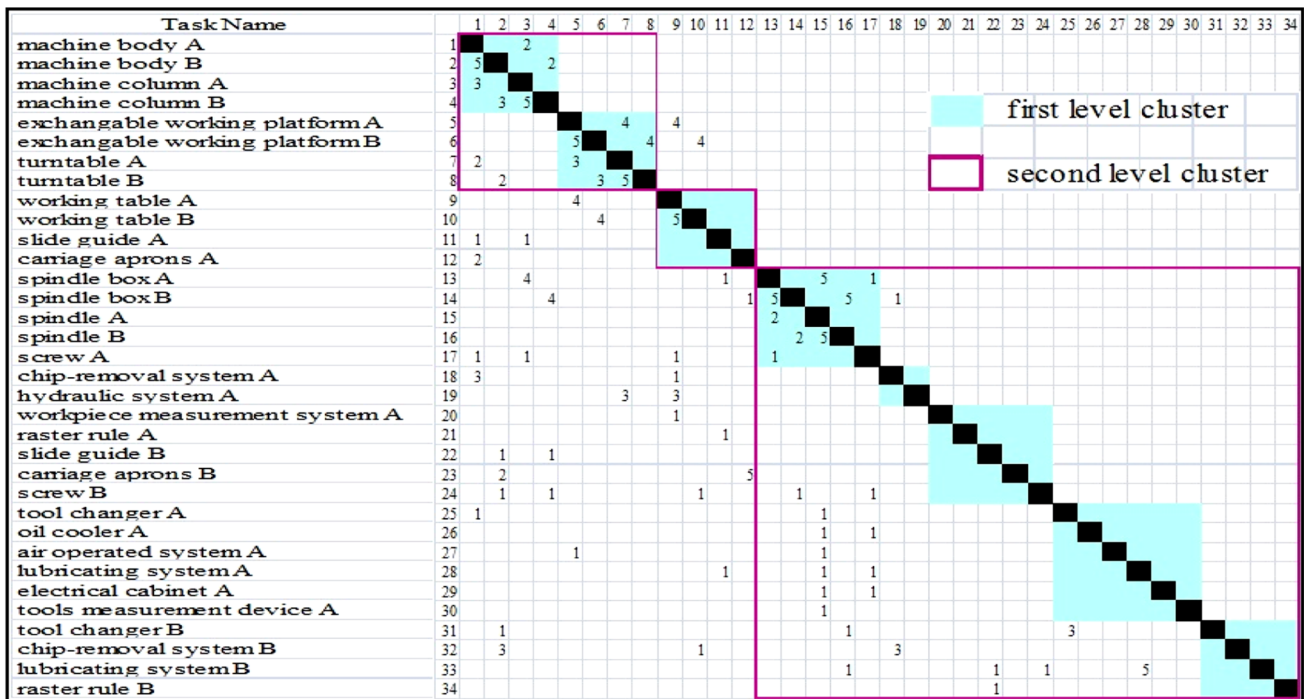 Task Name 1 2 3 4 5 6 7 8 9 10 11 12 13 14 15 16 17 18 19 20 21 22 23 24 25 26 27 28 29 30 31 32 33 34
machine body A 1 2
machine body B 2 5 2
machine column A 3 3
machine column B 4 3 5
exchangable working platform A 5 4 4
exchangable working platform B 6 5 4 4
turntable A 7 2 3
turntable B 8 2 3 5
working table A 9 4
working table B 10 4 5
slide guide A 11 1 1
carriage aprons A 12 2
spindle box A 13 4 1 5 1
spindle box B 14 4 1 5 5 1
spindle A 15 2
spindle B 16 2 5
screw A 17 1 1 1 1
chip-removal system A 18 3 1
hydraulic system A 19 3 3
workpiece measurement system A 20 1
raster rule A 21 1
slide guide B 22 1 1
carriage aprons B 23 2 5
screw B 24 1 1 1 1 1
tool changer A 25 1 1
oil cooler A 26 1 1
air operated system A 27 1 1
lubricating system A 28 1 1 1
electrical cabinet A 29 1 1
tools measurement device A 30 1
tool changer B 31 1 1 3
chip-removal system B 32 3 1 3
lubricating system B 33 1 1 1 5
raster rule B 34 1
first level cluster
second level cluster